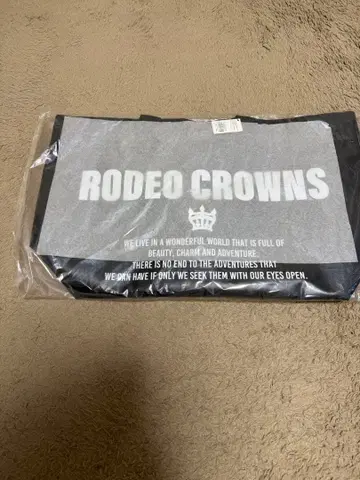 RODEO CROWNS
WE LIVE IN A WONDERFUL WORLD THAT IS FULL OF
BEAUTY, CHARM AND ADVENTURE.
THERE IS NO END TO THE ADVENTURES THAT
WE CAN HAVE IF ONLY WE SEEK THEM WITH OUR EYES OPEN.